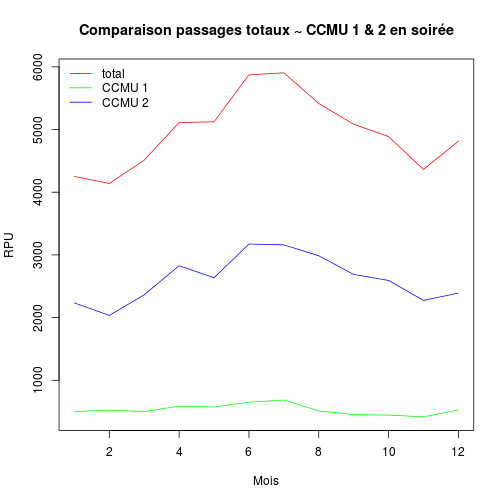 Comparaison passages totaux ~ CCMU 1 & 2 en soirée
total
CCMU 1
CCMU 2
RPU
6000
5000
4000
3000
2000
1000
2 4 6 8 10 12
Mois